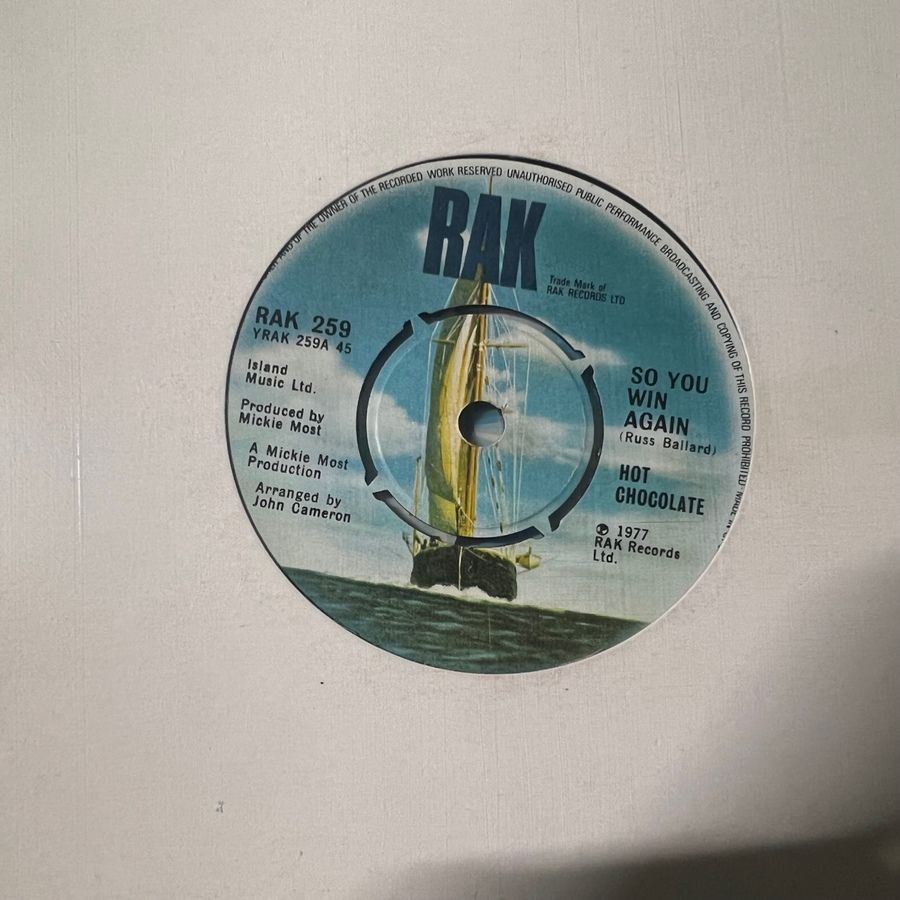 OF THE OWNER OF THE RECORDED WORK RESERVED UNAUTHORISED PUBLIC PERFORMANCE BROADCASTING AND COPYING OF THIS RECORD PROHIBITED
RAK
Trade Mark of
RAK RECORDS LTD
RAK 259
YRAK 259A 45
Island
Music Ltd.
Produced by
Mickie Most
A Mickie Most
Production
Arranged by
John Cameron
SO YOU
WIN
AGAIN
(Russ Ballard)
HOT
CHOCOLATE
℗ 1977
RAK Records
Ltd.